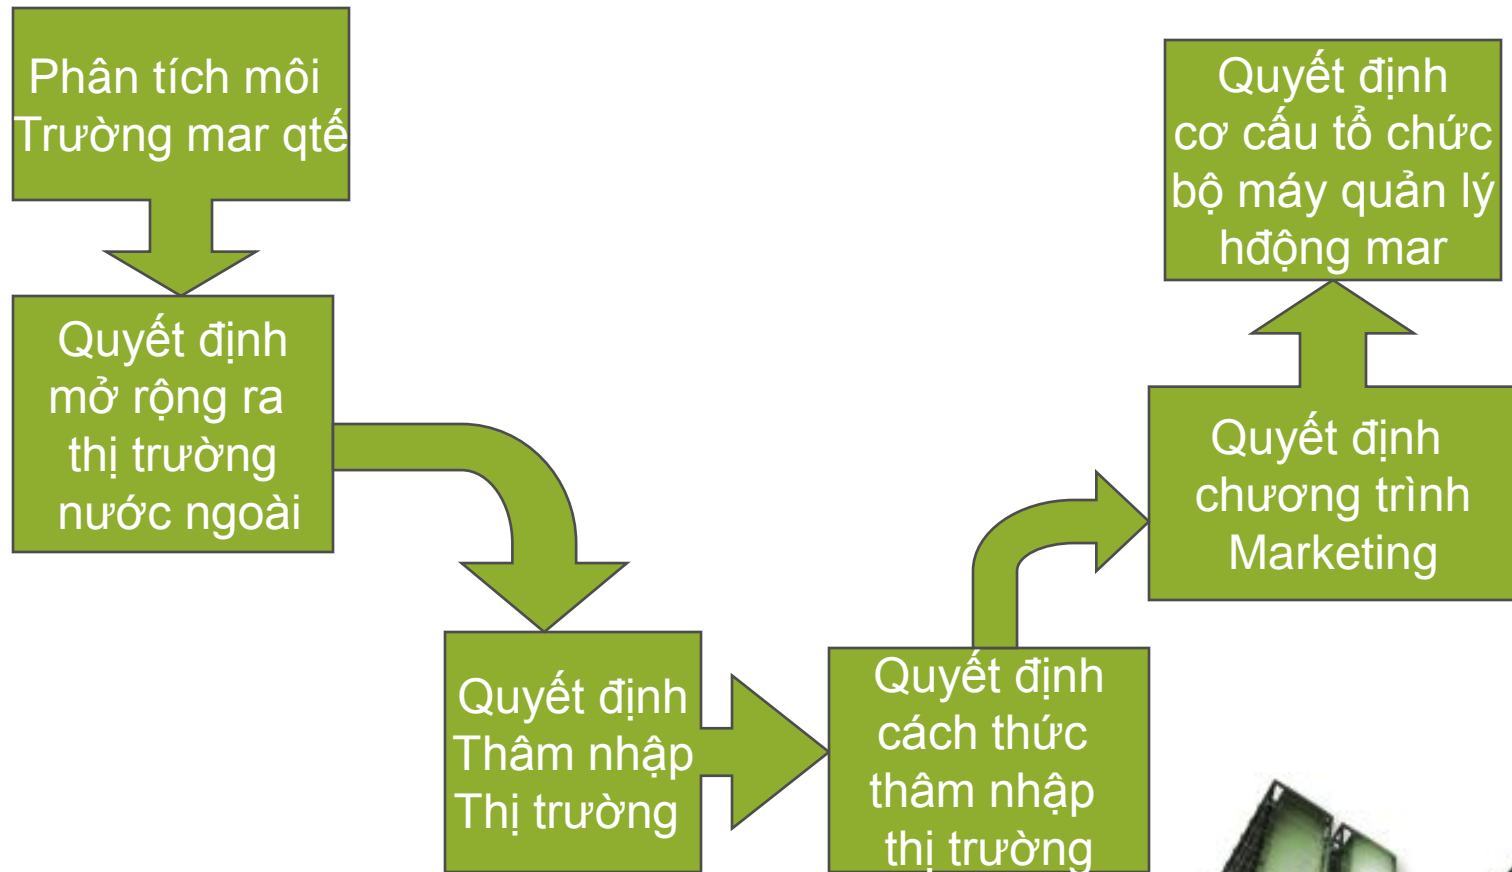 Phân tích môi
Trường mar qtế
Quyết định
mở rộng ra
thị trường
nước ngoài
Quyết định
Thâm nhập
Thị trường
Quyết định
cách thức
thâm nhập
thị trường
Quyết định
chương trình
Marketing
Quyết định
cơ cấu tổ chức
bộ máy quản lý
hđộng mar